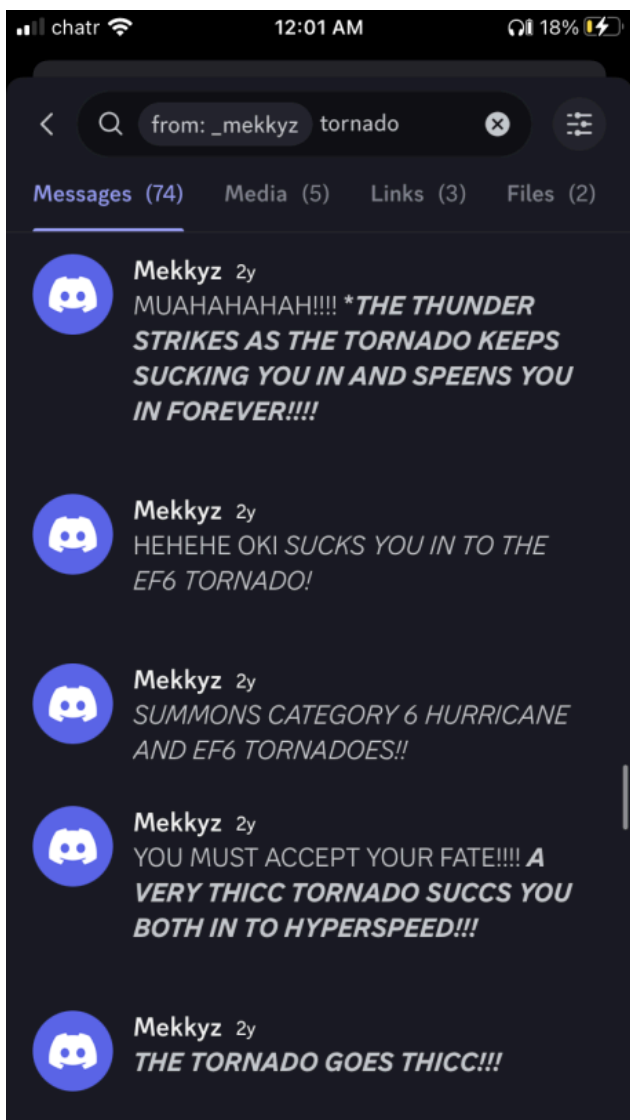 chatr 12:01 AM 18%
from: _mekkyz tornado
Messages (74) Media (5) Links (3) Files (2)
Mekkyz 2y
MUAHAHAHAH!!!! *THE THUNDER
STRIKES AS THE TORNADO KEEPS
SUCKING YOU IN AND SPEENS YOU
IN FOREVER!!!!
Mekkyz 2y
HEHEHE OKI SUCKS YOU IN TO THE
EF6 TORNADO!
Mekkyz 2y
SUMMONS CATEGORY 6 HURRICANE
AND EF6 TORNADOES!!
Mekkyz 2y
YOU MUST ACCEPT YOUR FATE!!!! A
VERY THICC TORNADO SUCCS YOU
BOTH IN TO HYPERSPEED!!!
Mekkyz 2y
THE TORNADO GOES THICC!!!